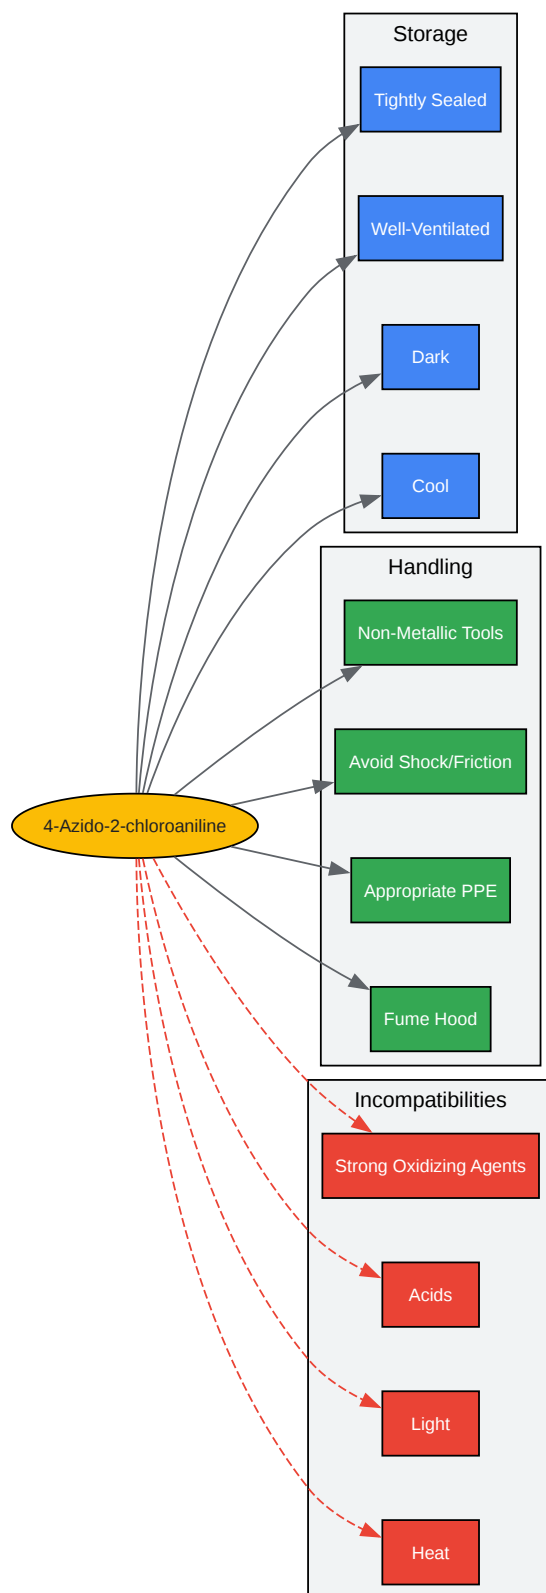 Storage
Tightly Sealed
Well-Ventilated
Dark
Cool
Handling
Non-Metallic Tools
Avoid Shock/Friction
4-Azido-2-chloroaniline
Appropriate PPE
Fume Hood
Incompatibilities
Strong Oxidizing Agents
Acids
Light
Heat